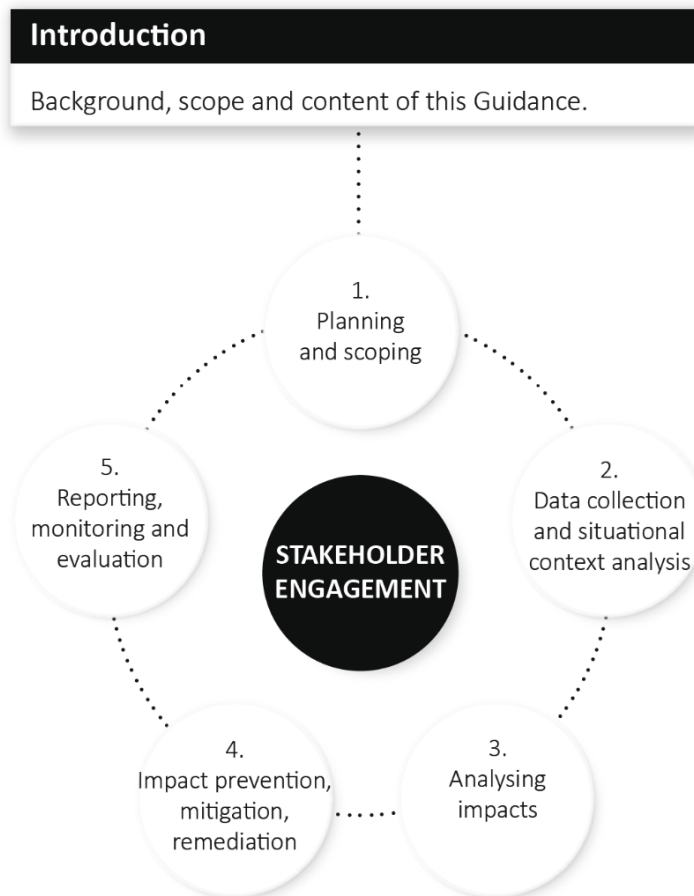 Introduction
Background, scope and content of this Guidance.
1.
Planning
and scoping
2.
Data collection
and situational
context analysis
3.
Analysing
impacts
4.
Impact prevention,
mitigation,
remediation
5.
Reporting,
monitoring and
evaluation
STAKEHOLDER
ENGAGEMENT